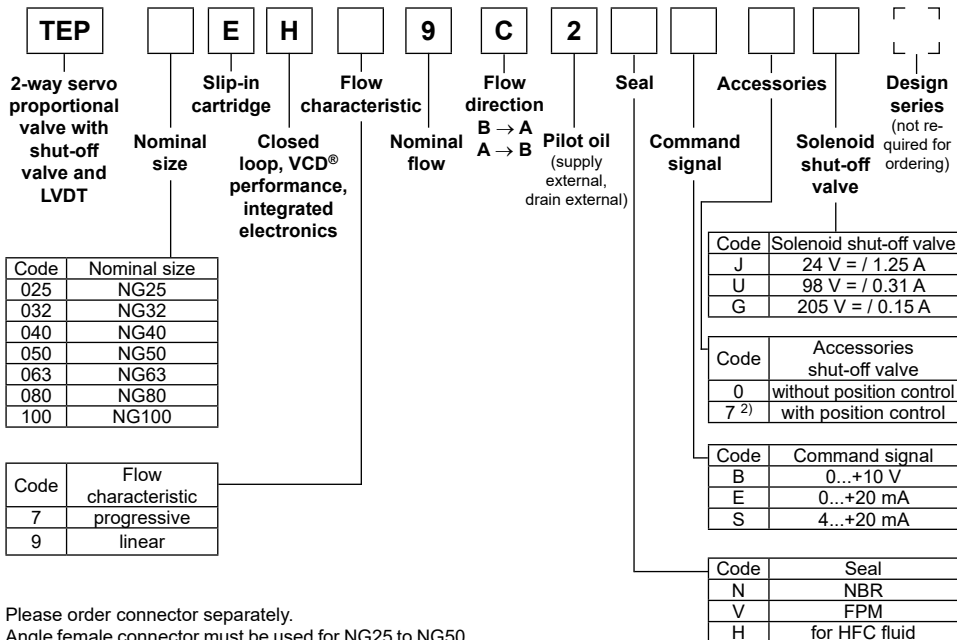 TEP E H 9 C 2
2-way servo
proportional
valve with
shut-off
valve and
LVDT
Nominal
size
Slip-in
cartridge
Closed
loop, VCD®
performance,
integrated
electronics
Flow
characteristic
Nominal
flow
Flow
direction
B → A
A → B
Pilot oil
(supply
external,
drain external)
Seal
Command
signal
Accessories
Solenoid
shut-off
valve
Design
series
(not re-
quired for
ordering)
Code Nominal size
025 NG25
032 NG32
040 NG40
050 NG50
063 NG63
080 NG80
100 NG100
Code Flow
characteristic
7 progressive
9 linear
Code Solenoid shut-off valve
J 24 V = / 1.25 A
U 98 V = / 0.31 A
G 205 V = / 0.15 A
Code Accessories
shut-off valve
0 without position control
7 2) with position control
Code Command signal
B 0...+10 V
E 0...+20 mA
S 4...+20 mA
Code Seal
N NBR
V FPM
H for HFC fluid
Please order connector separately.
Angle female connector must be used for NG25 to NG50